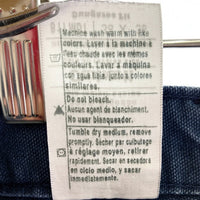 Dungarees Fit
Machine wash warm with like
colors. Laver à la machine à
l'eau chaude avec les mêmes
couleurs. Lavar a máquina
con agua tibia, junto a colores
similares.
Do not bleach.
Aucun agent de blanchiment.
No usar blanqueador.
Tumble dry medium, remove
promptly. Sécher par culbutage
à réglage moyen, retirer
rapidement. Secar en secadora
en ciclo medio, y sacar
inmediatamente.